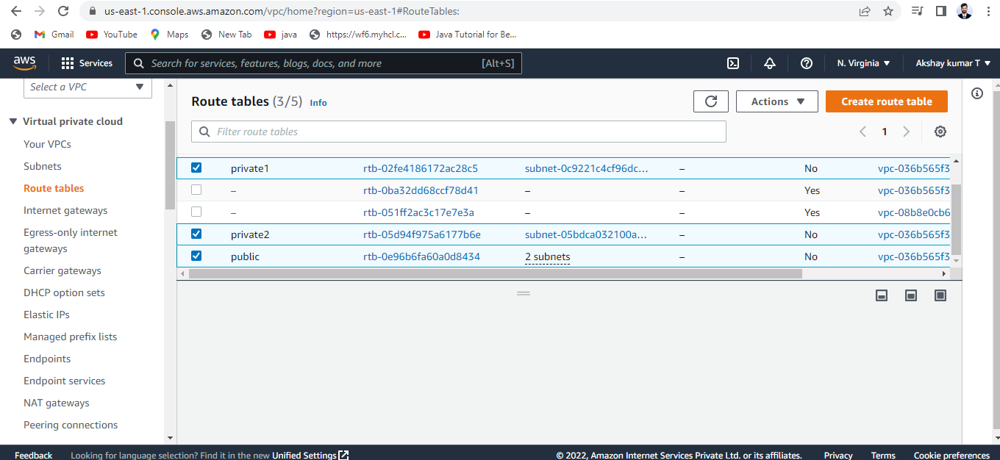 us-east-1.console.aws.amazon.com/vpc/home?region=us-east-1#RouteTables:
Gmail YouTube Maps New Tab java https://wf6.myhcl.c... Java Tutorial for Be...
aws Services Search for services, features, blogs, docs, and more [Alt+S] N. Virginia Akshay kumar T
Select a VPC
Virtual private cloud
Your VPCs
Subnets
Route tables
Internet gateways
Egress-only internet
gateways
Carrier gateways
DHCP option sets
Elastic IPs
Managed prefix lists
Endpoints
Endpoint services
NAT gateways
Peering connections
Route tables (3/5) Info
Actions Create route table
Filter route tables
1
private1 rtb-02fe4186172ac28c5 subnet-0c9221c4cf96dc... – No vpc-036b565f3
– rtb-0ba32dd68ccf78d41 – – Yes vpc-036b565f3
– rtb-051ff2ac3c17e7e3a – – Yes vpc-08b8e0cb6
private2 rtb-05d94f975a6177b6e subnet-05bdca032100a... – No vpc-036b565f3
public rtb-0e96b6fa60a0d8434 2 subnets – No vpc-036b565f3
Feedback Looking for language selection? Find it in the new Unified Settings © 2022, Amazon Internet Services Private Ltd. or its affiliates. Privacy Terms Cookie preferences